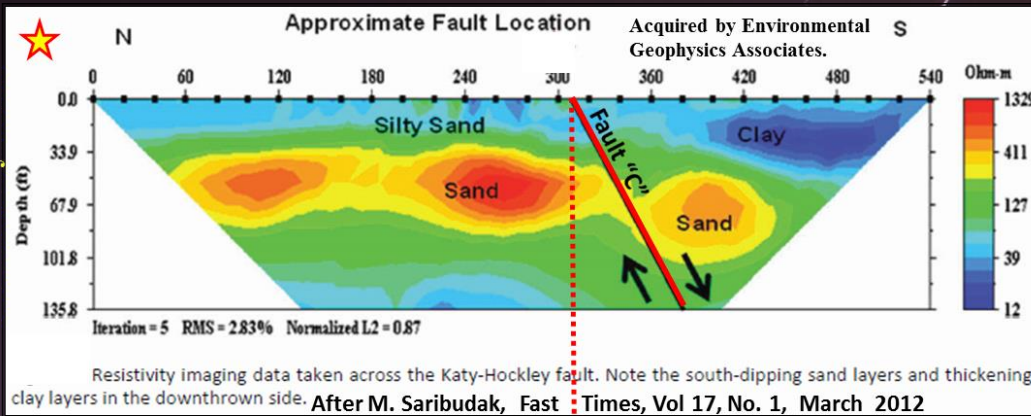 Approximate Fault Location
Acquired by Environmental
Geophysics Associates.
N
S
0 60 120 180 240 300 360 420 480 540
Ohm-m
Depth (ft)
0.0
33.9
67.9
101.8
135.8
Silty Sand
Sand
Fault "C"
Clay
Sand
1329
411
127
39
12
Iteration = 5 RMS = 2.83% Normalized L2 = 0.87
Resistivity imaging data taken across the Katy-Hockley fault. Note the south-dipping sand layers and thickening
clay layers in the downthrown side. After M. Saribudak, Fast Times, Vol 17, No. 1, March 2012